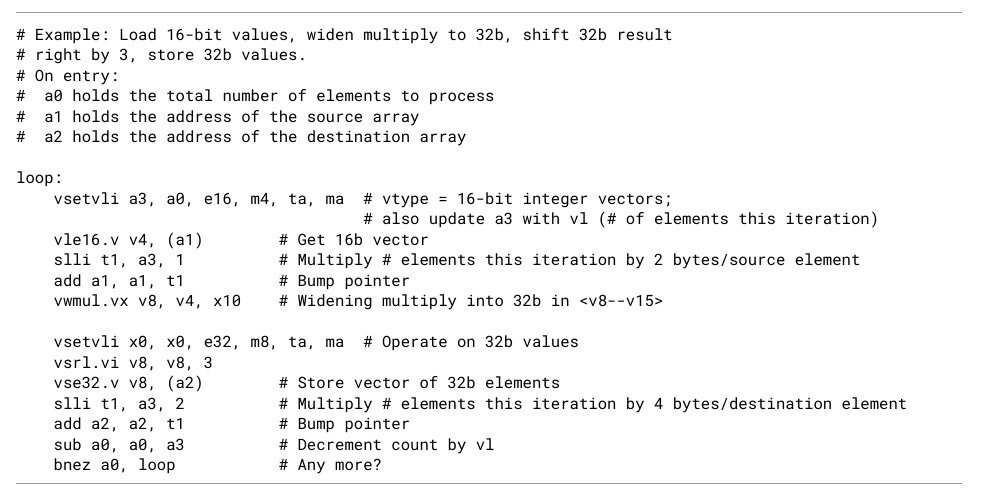 # Example: Load 16-bit values, widen multiply to 32b, shift 32b result
# right by 3, store 32b values.
# On entry:
#  a0 holds the total number of elements to process
#  a1 holds the address of the source array
#  a2 holds the address of the destination array

loop:
    vsetvli a3, a0, e16, m4, ta, ma  # vtype = 16-bit integer vectors;
                                     # also update a3 with vl (# of elements this iteration)
    vle16.v v4, (a1)        # Get 16b vector
    slli t1, a3, 1          # Multiply # elements this iteration by 2 bytes/source element
    add a1, a1, t1          # Bump pointer
    vwmul.vx v8, v4, x10    # Widening multiply into 32b in <v8--v15>

    vsetvli x0, x0, e32, m8, ta, ma  # Operate on 32b values
    vsrl.vi v8, v8, 3
    vse32.v v8, (a2)        # Store vector of 32b elements
    slli t1, a3, 2          # Multiply # elements this iteration by 4 bytes/destination element
    add a2, a2, t1          # Bump pointer
    sub a0, a0, a3          # Decrement count by vl
    bnez a0, loop           # Any more?